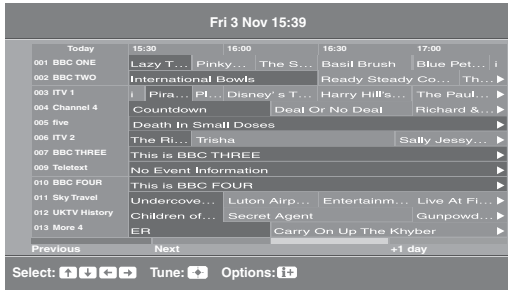 Fri 3 Nov 15:39
Today 15:30 16:00 16:30 17:00
001 BBC ONE Lazy T... Pinky... The S... Basil Brush Blue Pet... i
002 BBC TWO International Bowls Ready Steady Co... Th...
003 ITV 1 i Pira... Pl... Disney's T... Harry Hill's... The Paul...
004 Channel 4 Countdown Deal Or No Deal Richard &...
005 five Death In Small Doses
006 ITV 2 The Ri... Trisha Sally Jessy...
007 BBC THREE This is BBC THREE
009 Teletext No Event Information
010 BBC FOUR This is BBC FOUR
011 Sky Travel Undercove... Luton Airp... Entertainm... Live At Fi...
012 UKTV History Children of... Secret Agent Gunpowd...
013 More 4 ER Carry On Up The Khyber
Previous Next +1 day
Select: ↑ ↓ ← → Tune: Options: i+